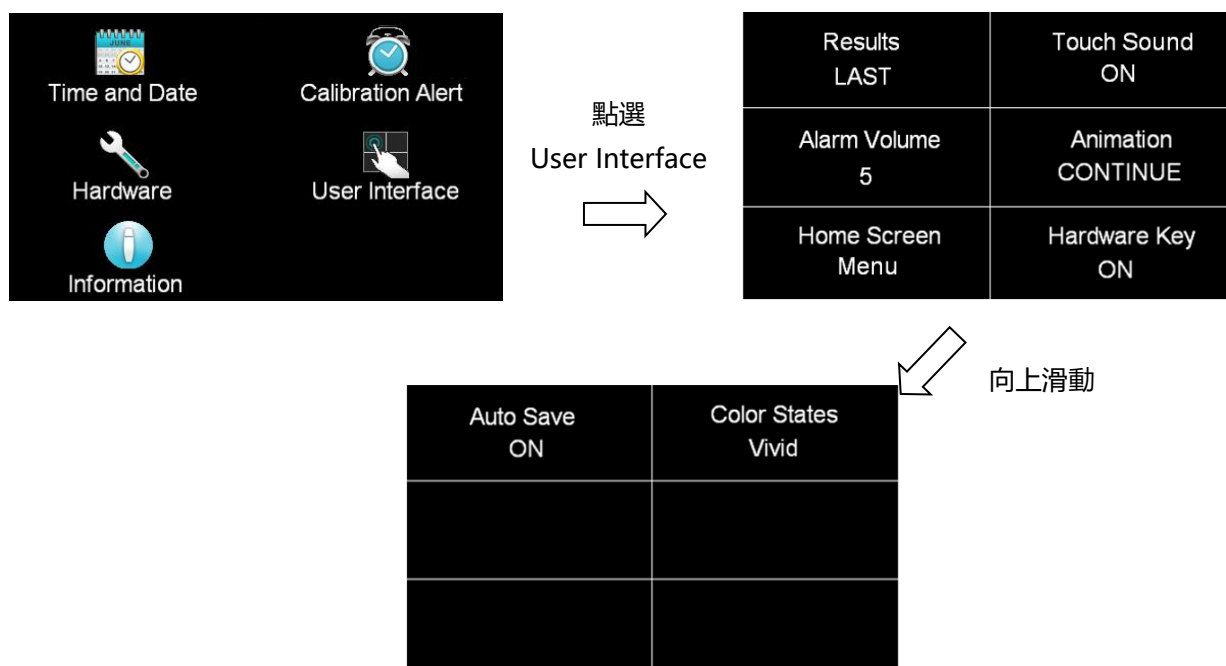 JUNE
Time and Date
Calibration Alert
Hardware
User Interface
Information
點選
User Interface
Results
LAST
Touch Sound
ON
Alarm Volume
5
Animation
CONTINUE
Home Screen
Menu
Hardware Key
ON
向上滑動
Auto Save
ON
Color States
Vivid